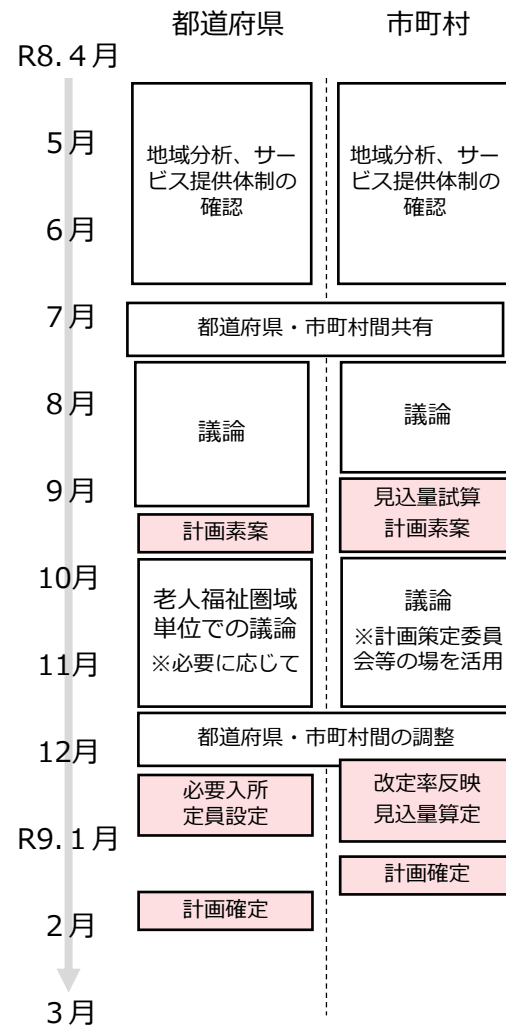 都道府県
市町村
R8.４月
５月
地域分析、サー
ビス提供体制の
確認
地域分析、サー
ビス提供体制の
確認
６月
７月
都道府県・市町村間共有
８月
議論
議論
９月
見込量試算
計画素案
計画素案
10月
老人福祉圏域
単位での議論
※必要に応じて
議論
※計画策定委員
会等の場を活用
11月
都道府県・市町村間の調整
12月
必要入所
定員設定
改定率反映
見込量算定
R9.１月
計画確定
計画確定
２月
３月